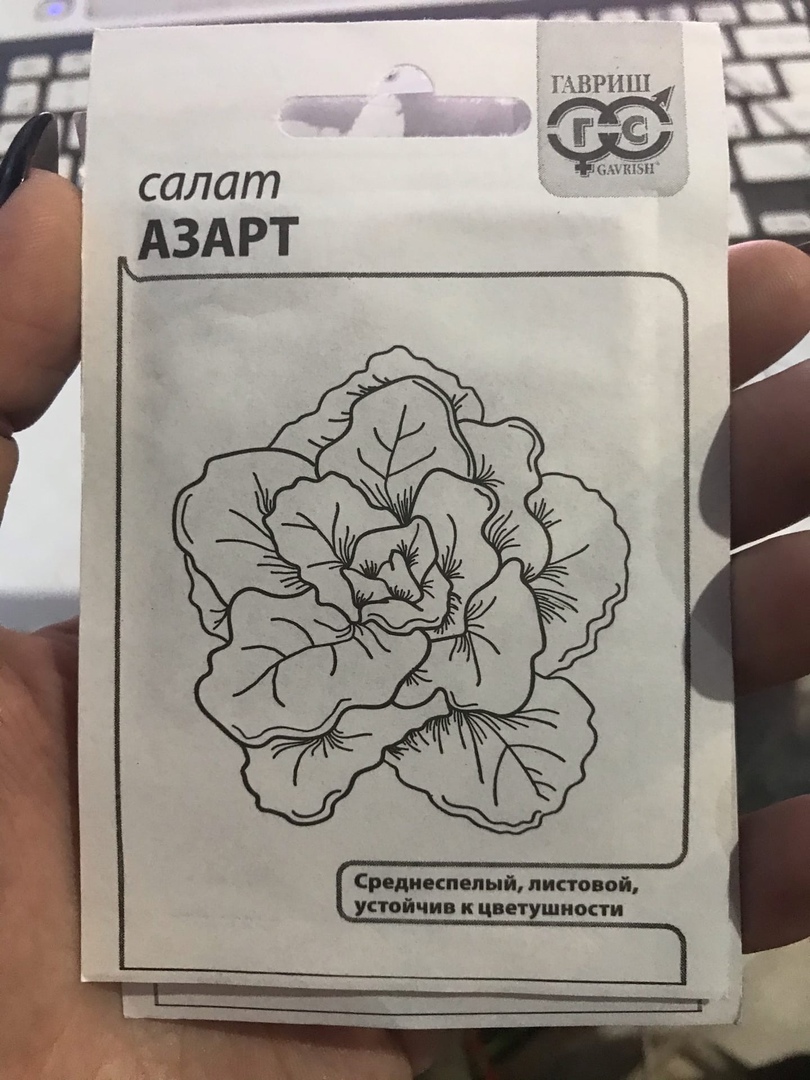 ГАВРИШ
ГС
GAVRISH®
салат
АЗАРТ
Среднеспелый, листовой,
устойчив к цветушности